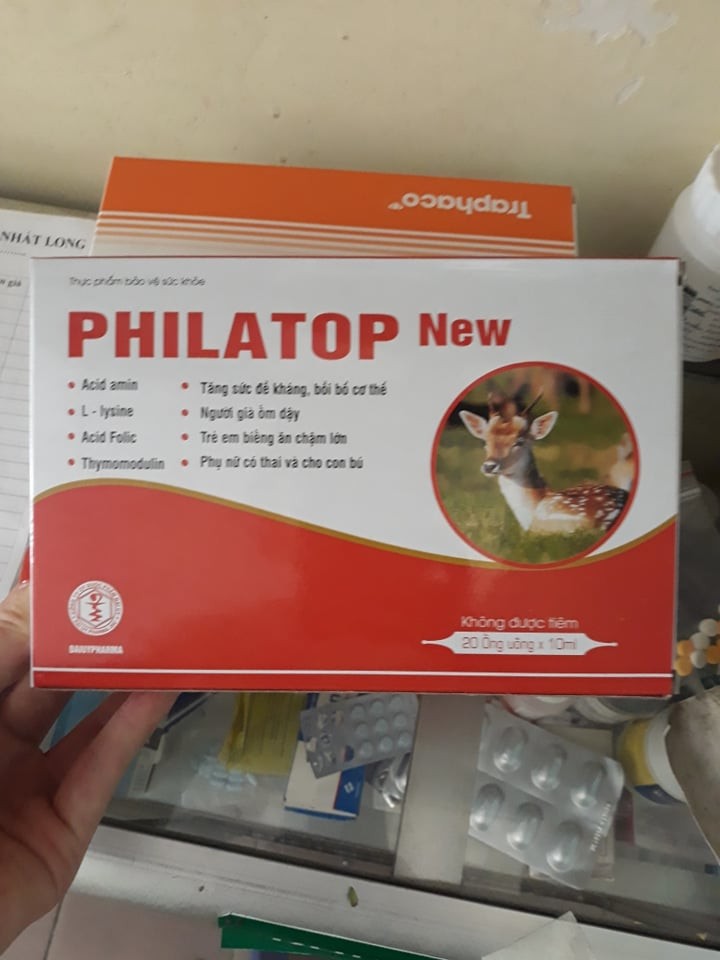 Traphaco
NHÁT LONG
Thực phẩm bảo vệ sức khỏe
PHILATOP New
• Acid amin
• L - lysine
• Acid Folic
• Thymomodulin
• Tăng sức đề kháng, bồi bổ cơ thể
• Người già ốm dậy
• Trẻ em biếng ăn chậm lớn
• Phụ nữ có thai và cho con bú
DAIUYPHARMA
Không được tiêm
20 Ống uống x 10ml